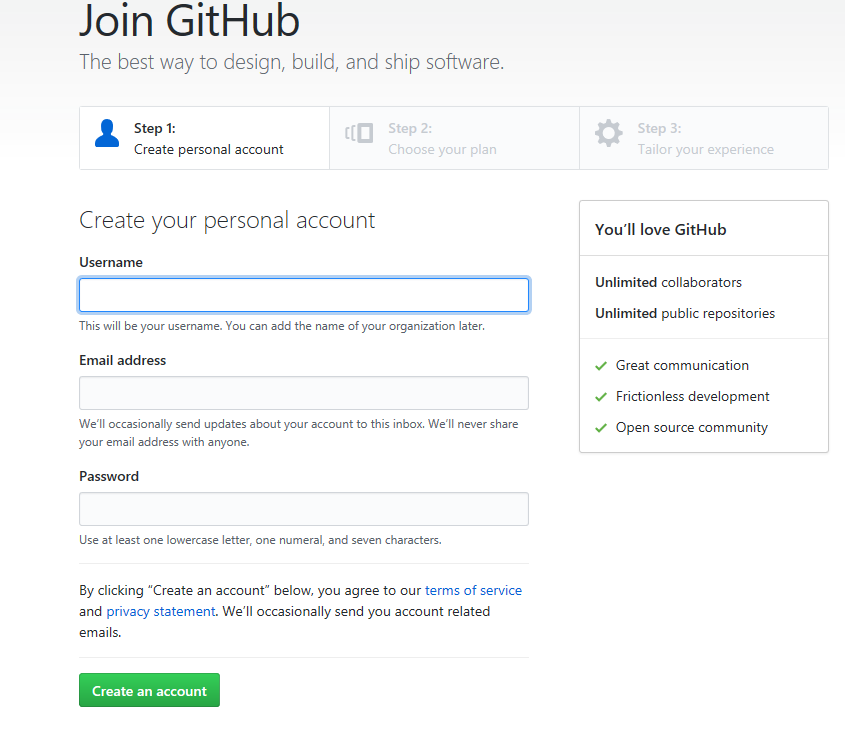 Join GitHub
The best way to design, build, and ship software.
Step 1:
Create personal account
Step 2:
Choose your plan
Step 3:
Tailor your experience
Create your personal account
Username
This will be your username. You can add the name of your organization later.
Email address
We'll occasionally send updates about your account to this inbox. We'll never share
your email address with anyone.
Password
Use at least one lowercase letter, one numeral, and seven characters.
By clicking "Create an account" below, you agree to our terms of service
and privacy statement. We'll occasionally send you account related
emails.
Create an account
You'll love GitHub
Unlimited collaborators
Unlimited public repositories
Great communication
Frictionless development
Open source community